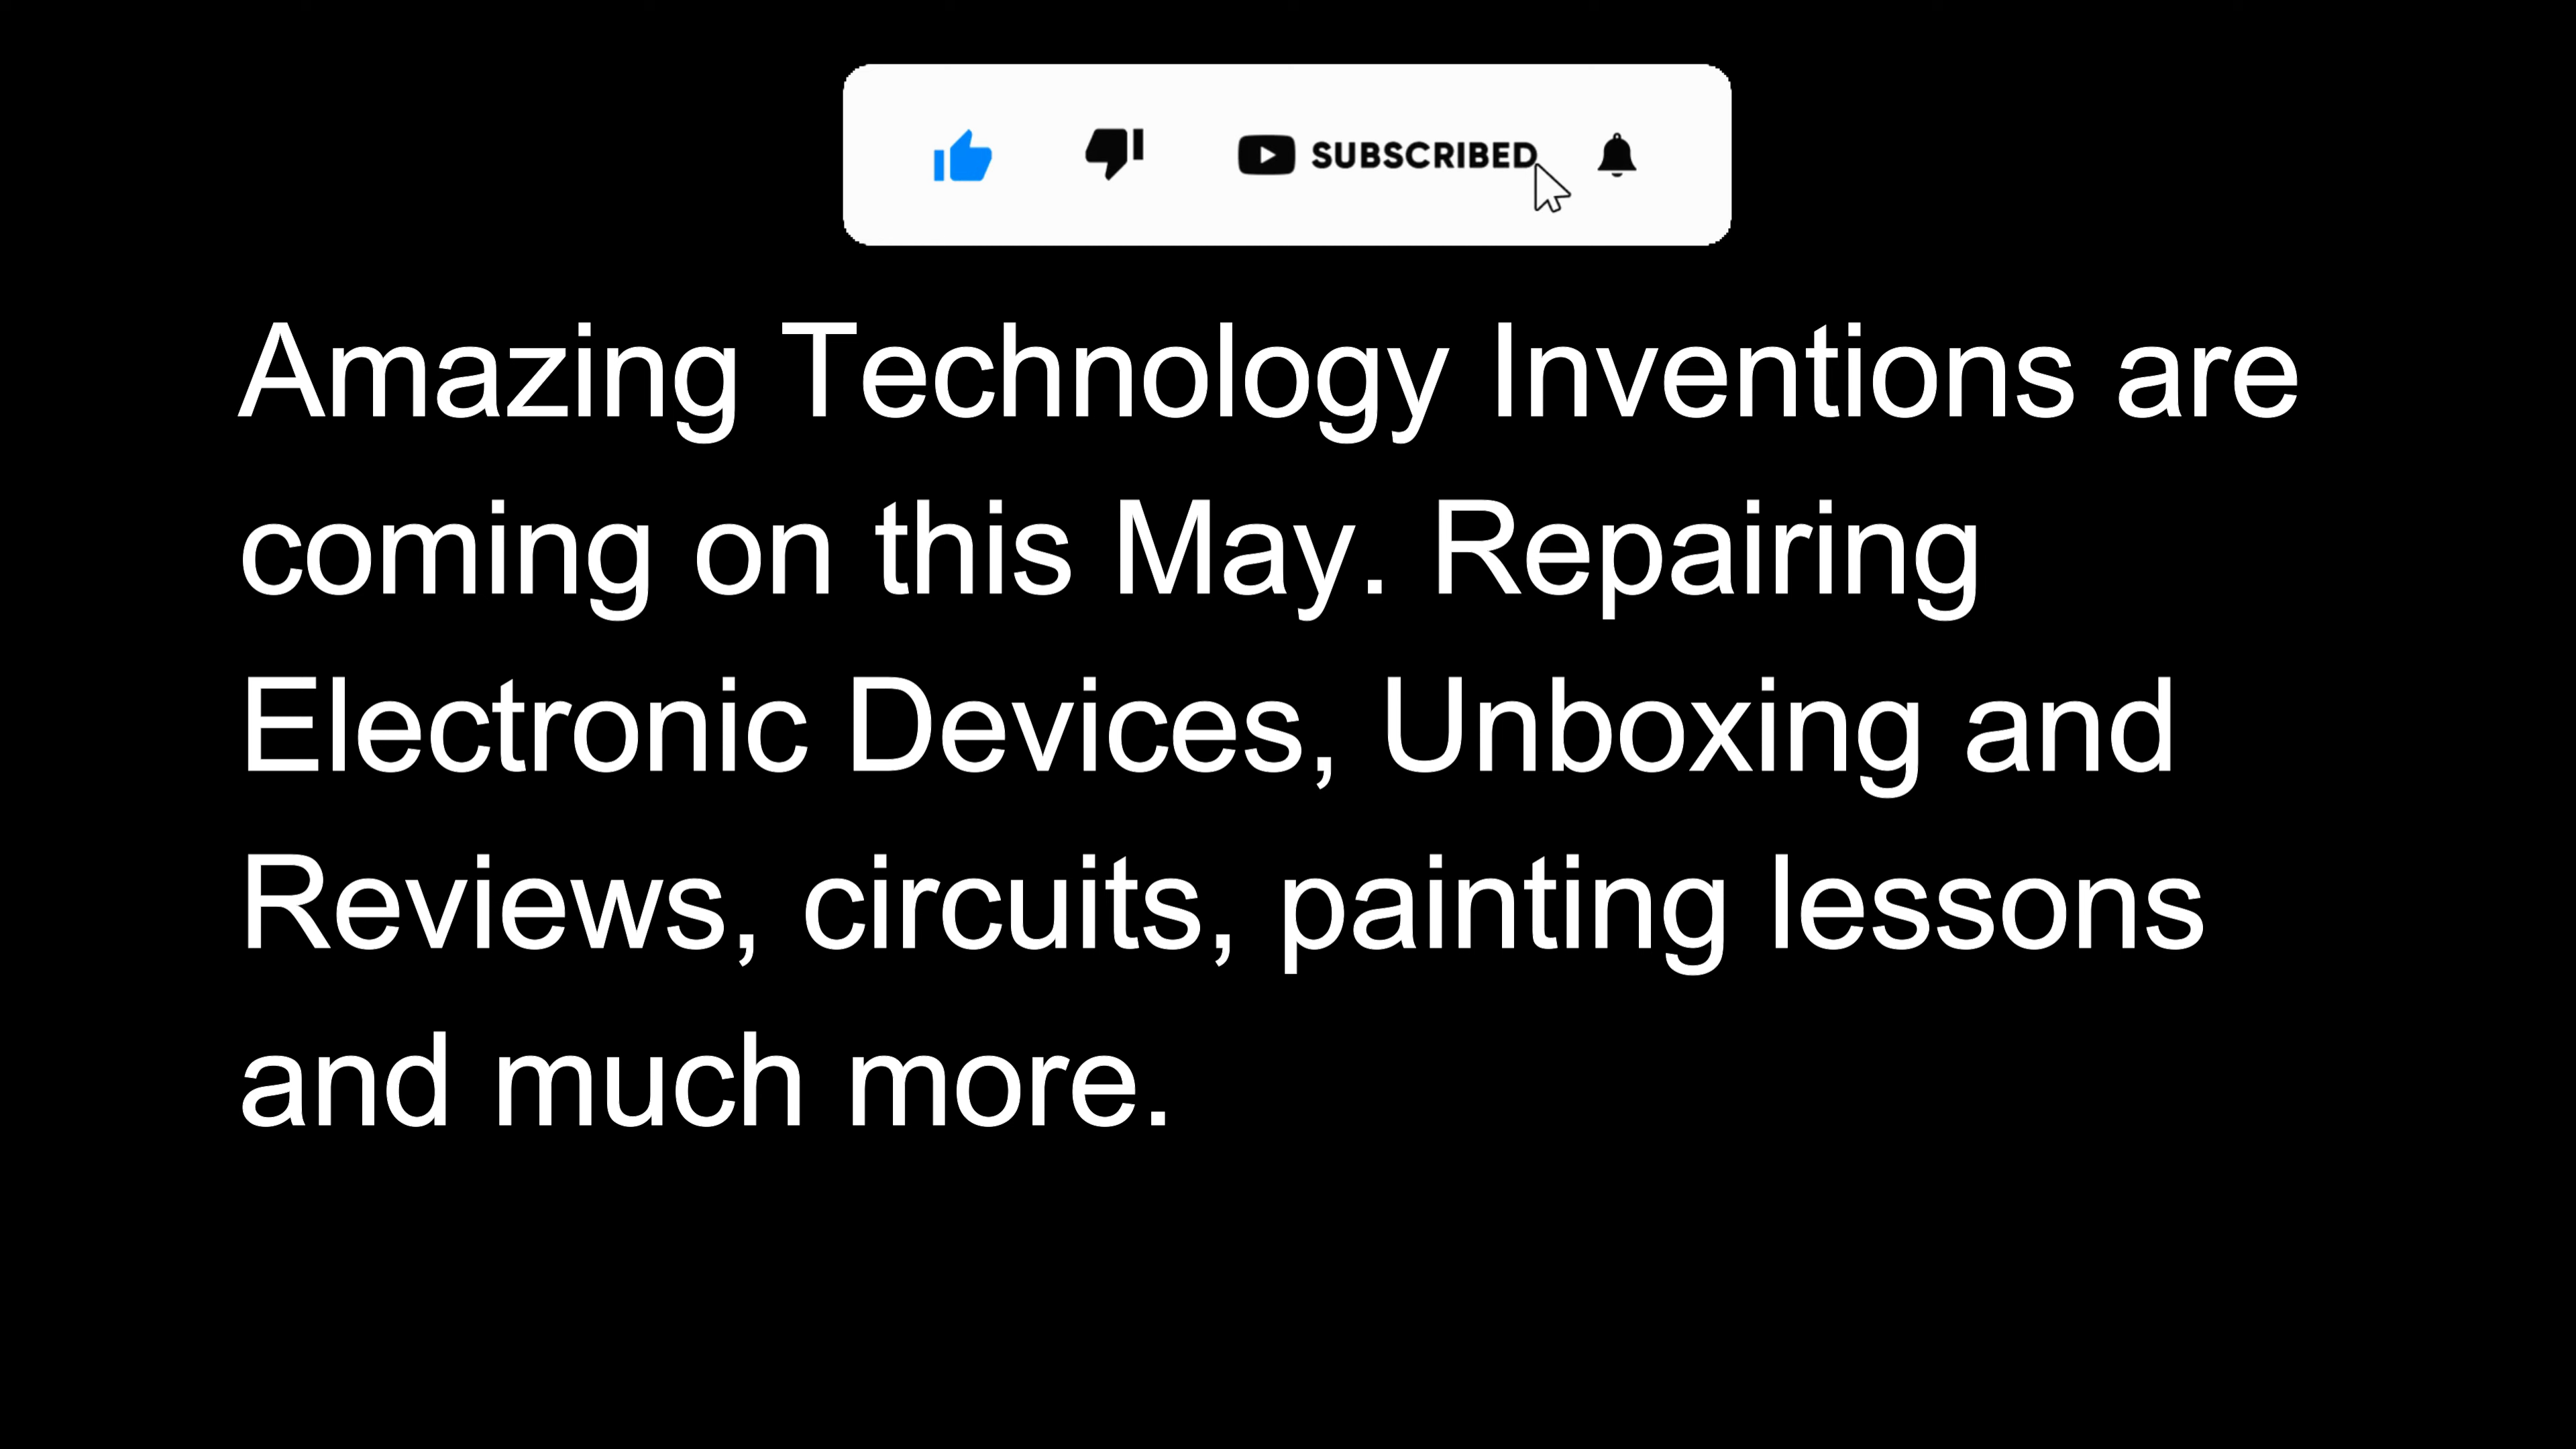 SUBSCRIBED
Amazing Technology Inventions are
coming on this May. Repairing
Electronic Devices, Unboxing and
Reviews, circuits, painting lessons
and much more.